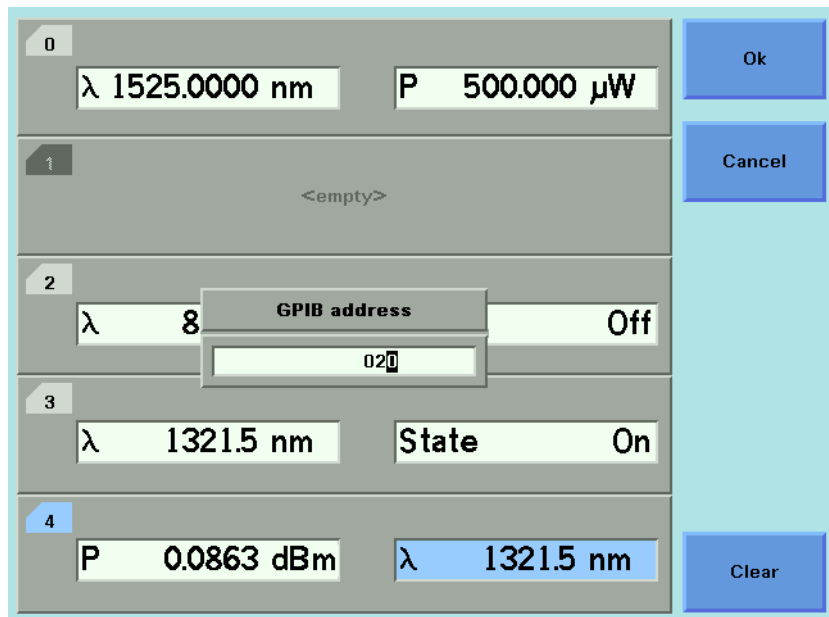 0
λ 1525.0000 nm
P 500.000 µW
Ok
1
<empty>
Cancel
2
λ 8
Off
GPIB address
020
3
λ 1321.5 nm
State On
4
P 0.0863 dBm
λ 1321.5 nm
Clear